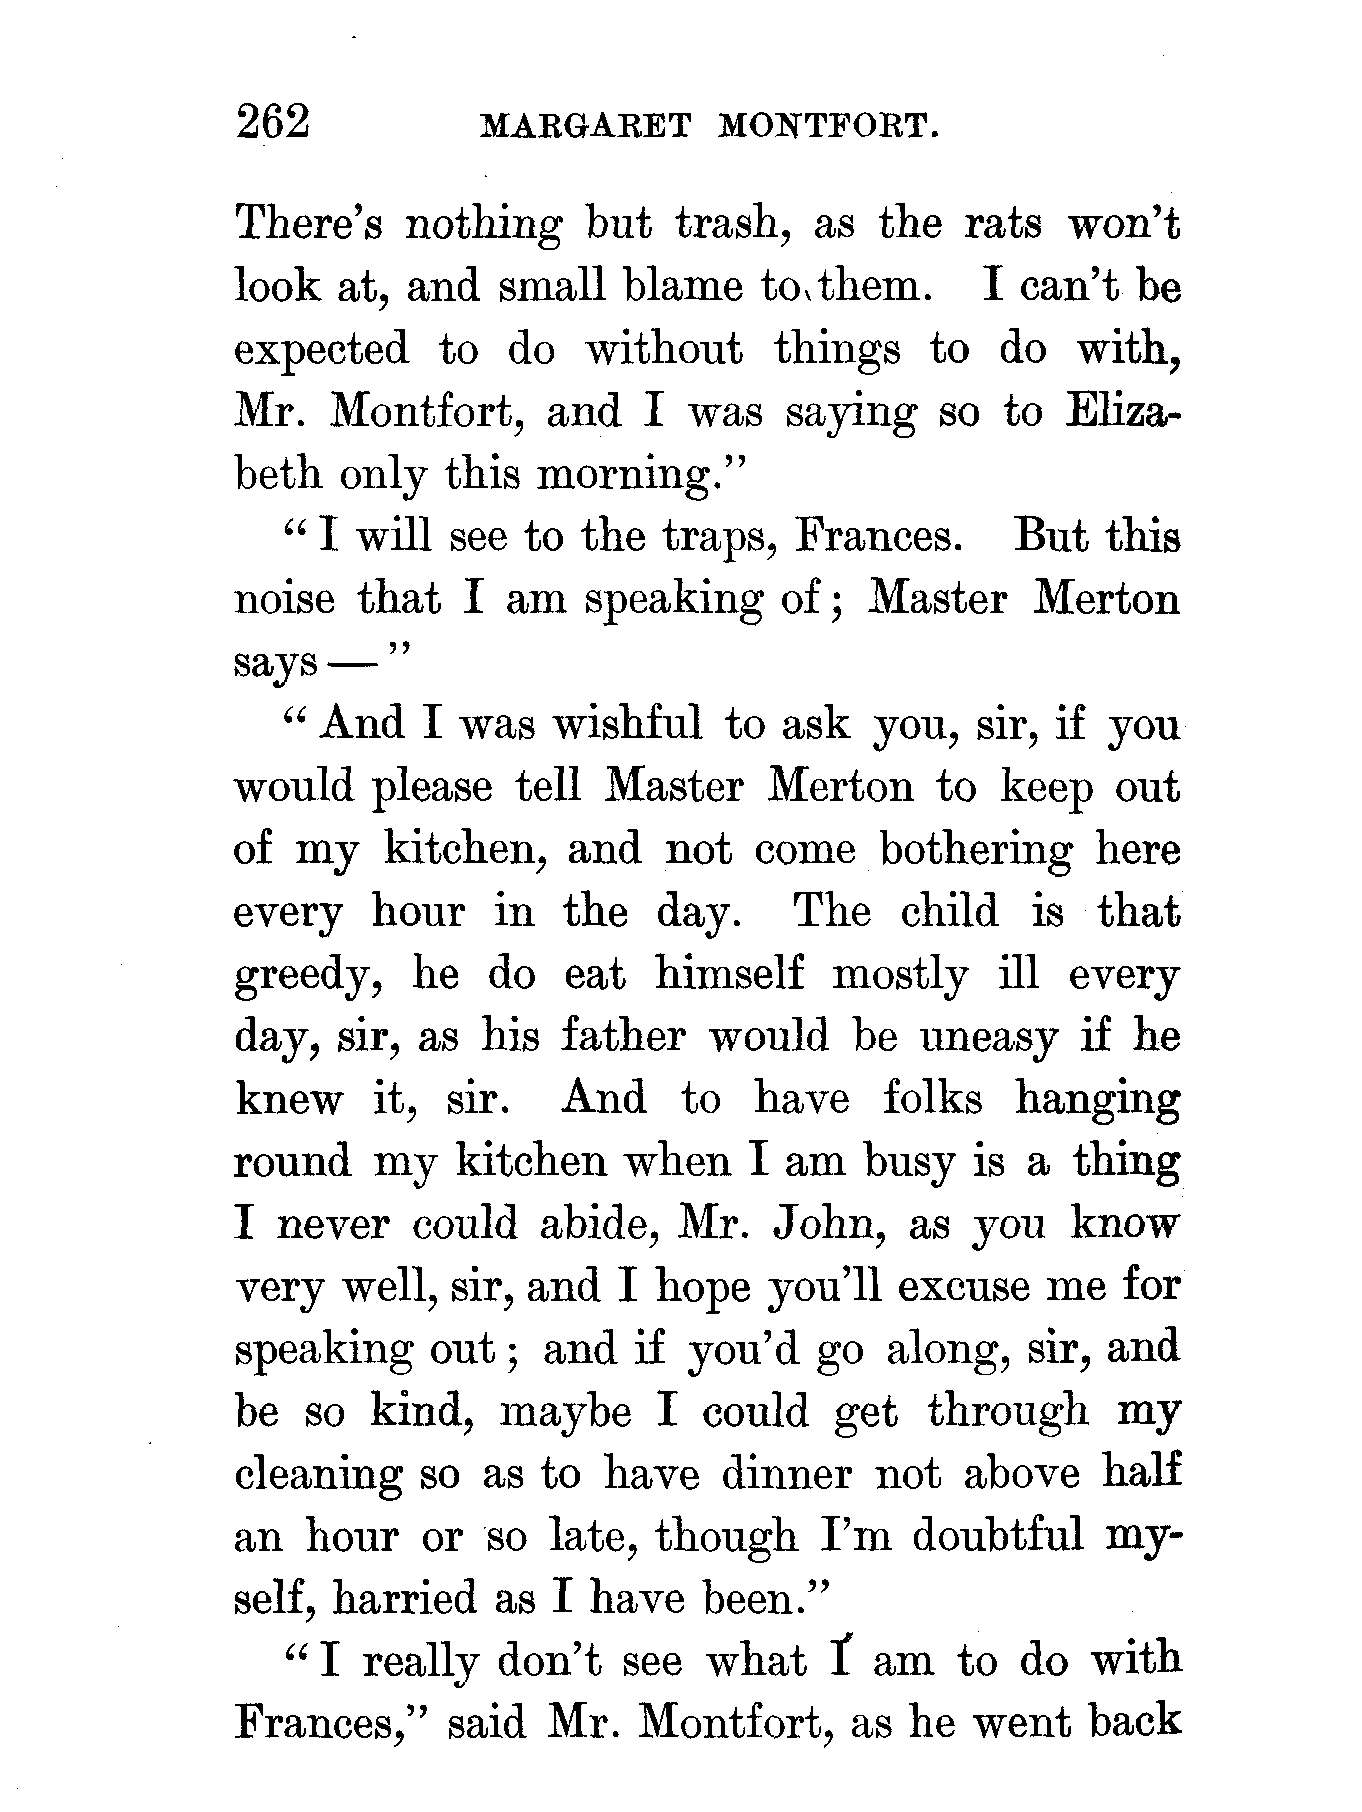 262 MARGARET MONTFORT.
There's nothing but trash, as the rats won't
look at, and small blame to them. I can't be
expected to do without things to do with,
Mr. Montfort, and I was saying so to Eliza-
beth only this morning."
"I will see to the traps, Frances. But this
noise that I am speaking of; Master Merton
says—"
"And I was wishful to ask you, sir, if you
would please tell Master Merton to keep out
of my kitchen, and not come bothering here
every hour in the day. The child is that
greedy, he do eat himself mostly ill every
day, sir, as his father would be uneasy if he
knew it, sir. And to have folks hanging
round my kitchen when I am busy is a thing
I never could abide, Mr. John, as you know
very well, sir, and I hope you'll excuse me for
speaking out; and if you'd go along, sir, and
be so kind, maybe I could get through my
cleaning so as to have dinner not above half
an hour or so late, though I'm doubtful my-
self, harried as I have been."
"I really don't see what I am to do with
Frances," said Mr. Montfort, as he went back